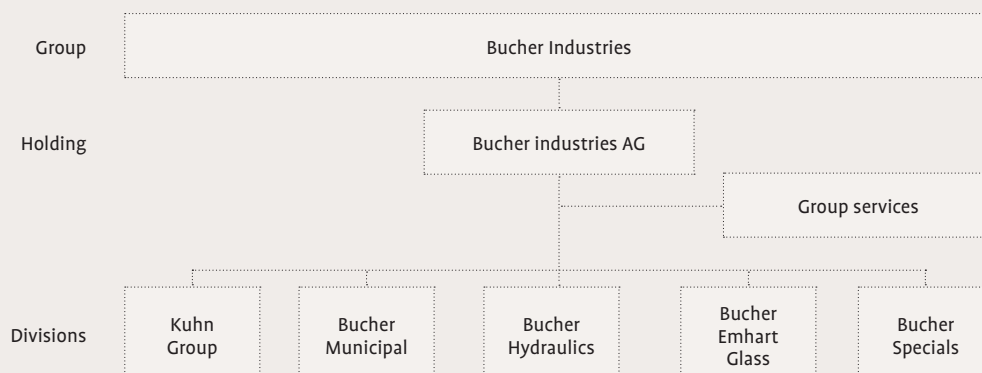 Group
Bucher Industries
Holding
Bucher industries AG
Group services
Divisions
Kuhn
Group
Bucher
Municipal
Bucher
Hydraulics
Bucher
Emhart
Glass
Bucher
Specials